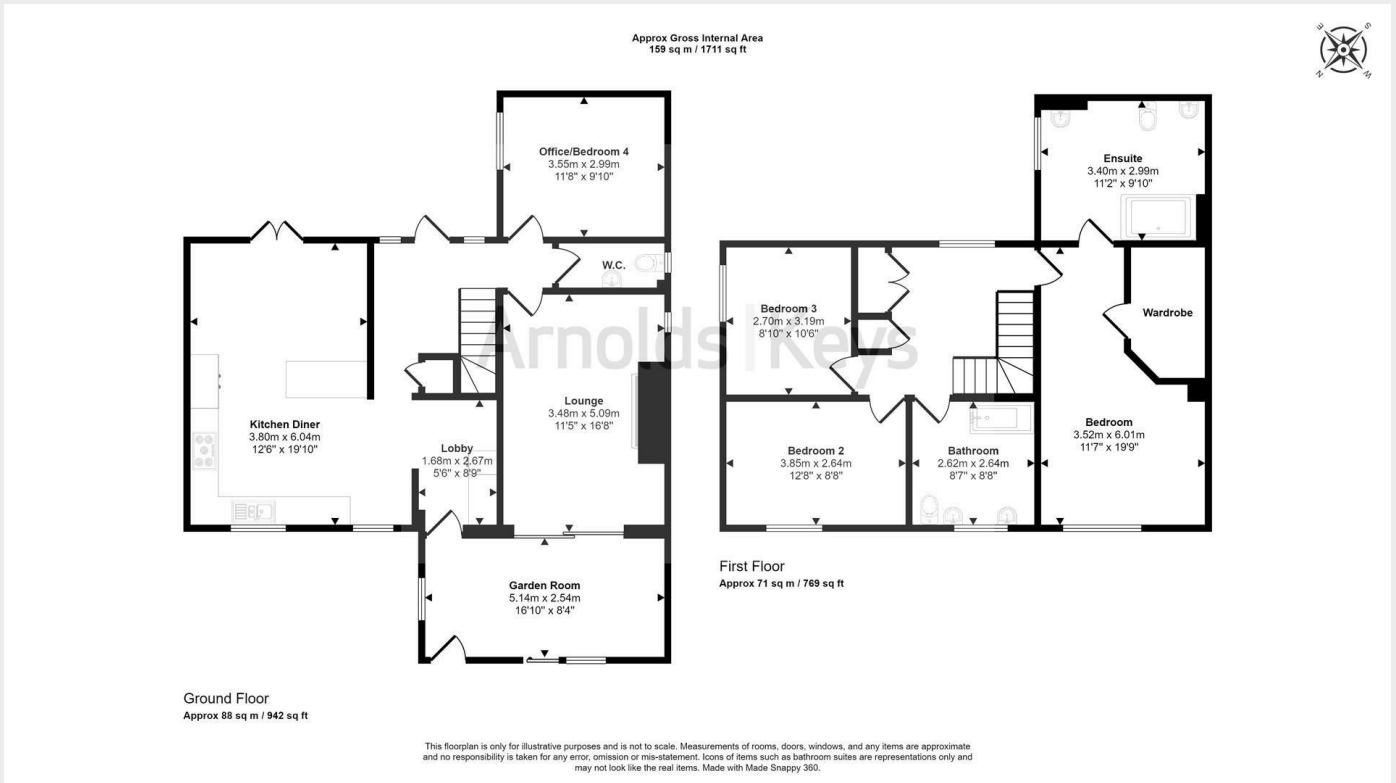 Approx Gross Internal Area
159 sq m / 1711 sq ft
S
E
W
N
Office/Bedroom 4
3.55m x 2.99m
11'8" x 9'10"
W.C.
Kitchen Diner
3.80m x 6.04m
12'6" x 19'10"
Lounge
3.48m x 5.09m
11'5" x 16'8"
Lobby
1.68m x 2.67m
5'6" x 8'9"
Garden Room
5.14m x 2.54m
16'10" x 8'4"
Ground Floor
Approx 88 sq m / 942 sq ft
Ensuite
3.40m x 2.99m
11'2" x 9'10"
Bedroom 3
2.70m x 3.19m
8'10" x 10'6"
Wardrobe
Bedroom 2
3.85m x 2.64m
12'8" x 8'8"
Bathroom
2.62m x 2.64m
8'7" x 8'8"
Bedroom
3.52m x 6.01m
11'7" x 19'9"
First Floor
Approx 71 sq m / 769 sq ft
Arnolds | Keys
This floorplan is only for illustrative purposes and is not to scale. Measurements of rooms, doors, windows, and any items are approximate
and no responsibility is taken for any error, omission or mis-statement. Icons of items such as bathroom suites are representations only and
may not look like the real items. Made with Made Snappy 360.